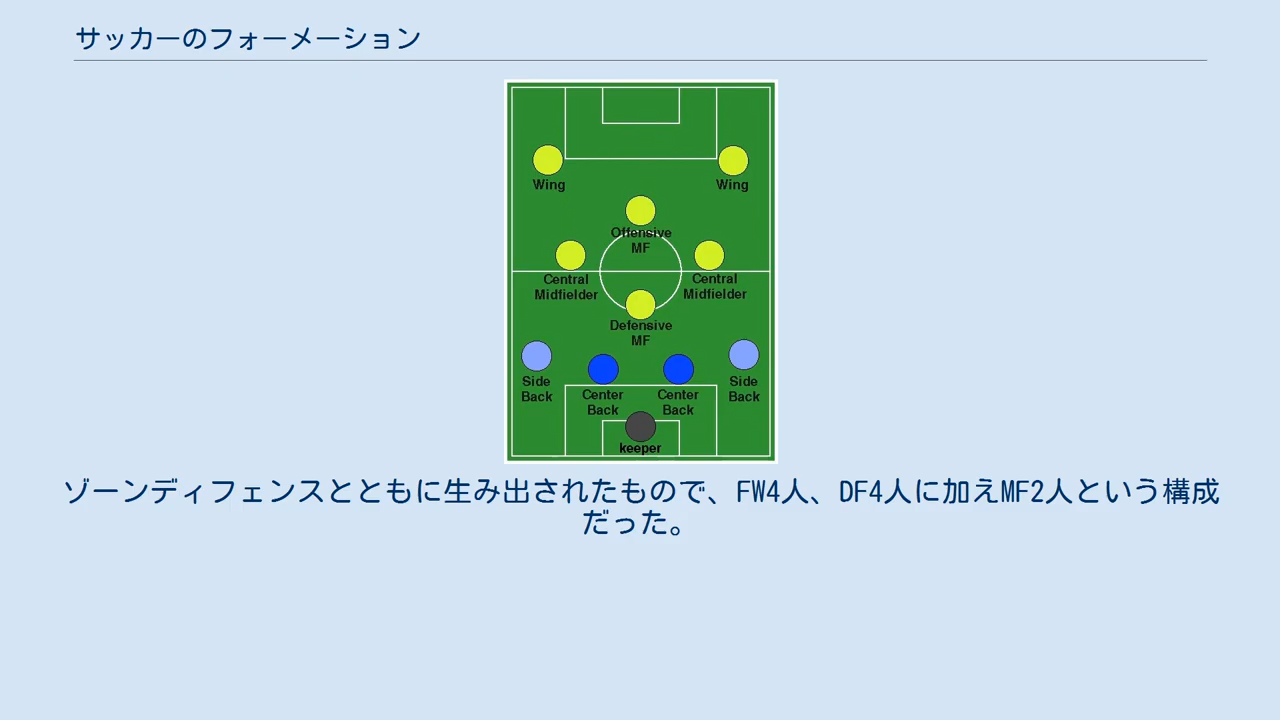 サッカーのフォーメーション
Wing
Wing
Offensive
MF
Central
Midfielder
Central
Midfielder
Defensive
MF
Side
Back
Center
Back
Center
Back
Side
Back
keeper
ゾーンディフェンスとともに生み出されたもので、FW4人、DF4人に加えMF2人という構成
だった。